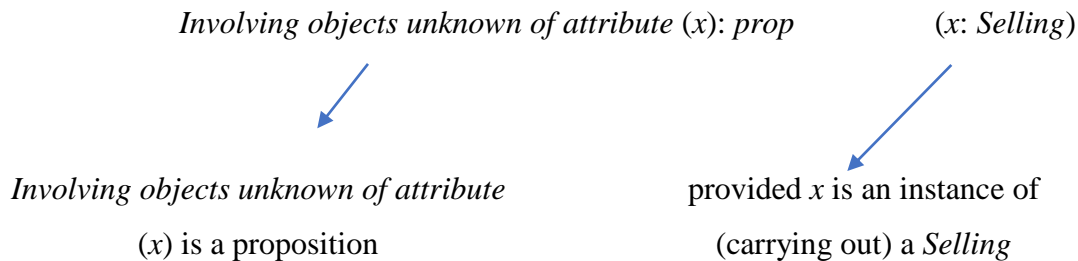 Involving objects unknown of attribute (x): prop (x: Selling)
Involving objects unknown of attribute
(x) is a proposition
provided x is an instance of
(carrying out) a Selling